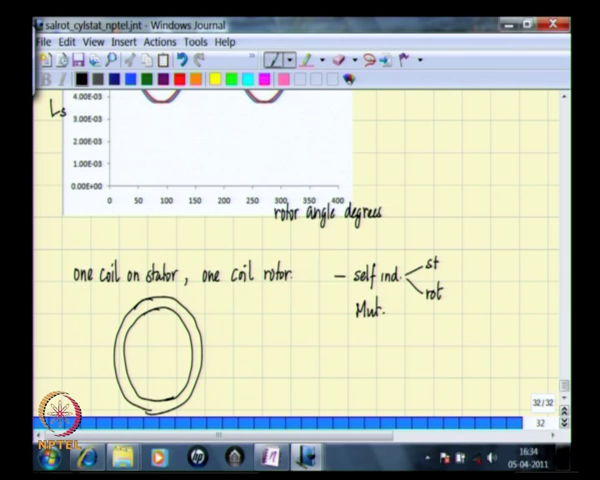 salrot_cylstat_nptel.jnt - Windows Journal
File Edit View Insert Actions Tools Help
4.00E-03
Ls
3.00E-03
2.00E-03
1.00E-03
0.00E+00
0 50 100 150 200 250 300 350 400
rotor angle degrees
one coil on stator, one coil rotor. - self ind. st
rot
Mut.
32/32
32
NPTEL
16:34
05-04-2011